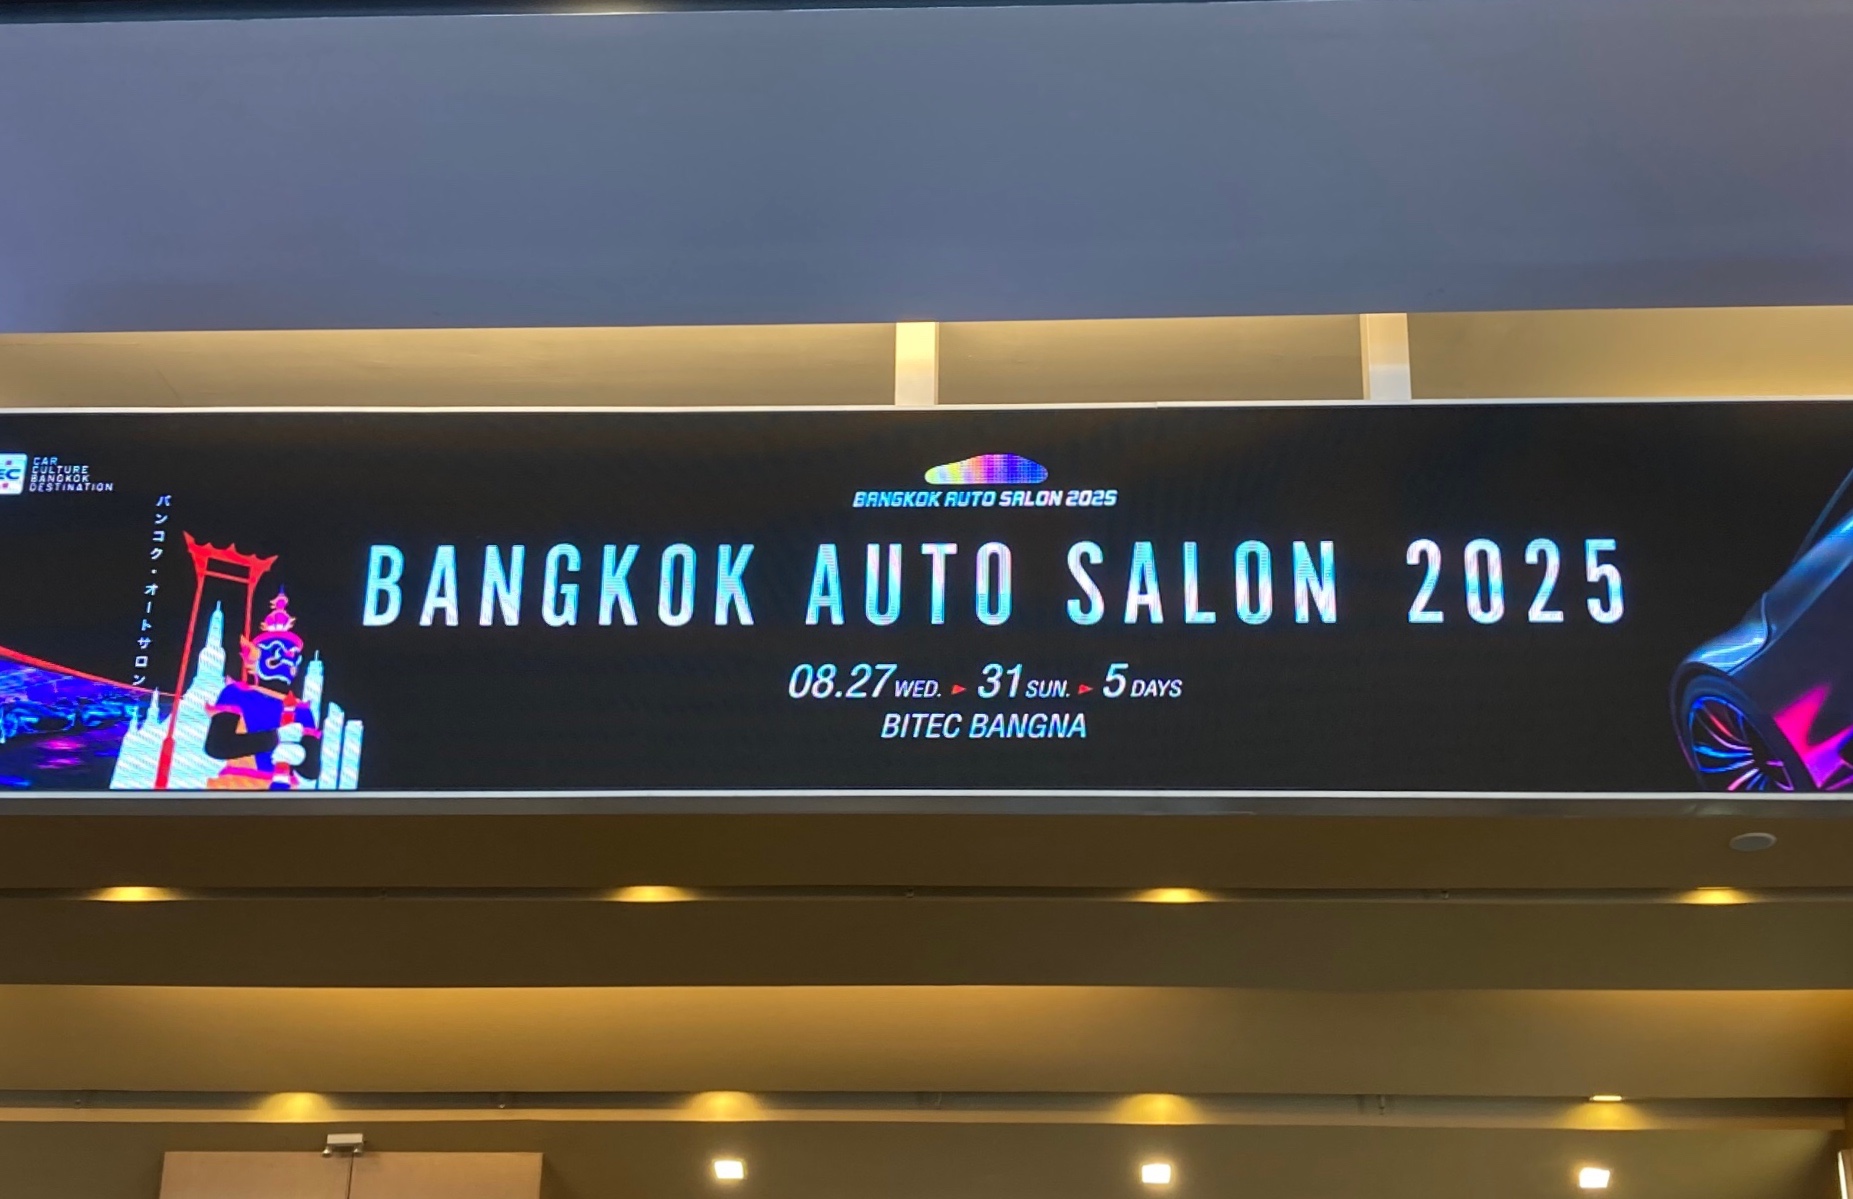 EC
CAR
CULTURE
BANGKOK
DESTINATION
バンコク・オートサロン
BANGKOK AUTO SALON 2025
BANGKOK AUTO SALON 2025
08.27 WED. ▶ 31 SUN. ▶ 5 DAYS
BITEC BANGNA